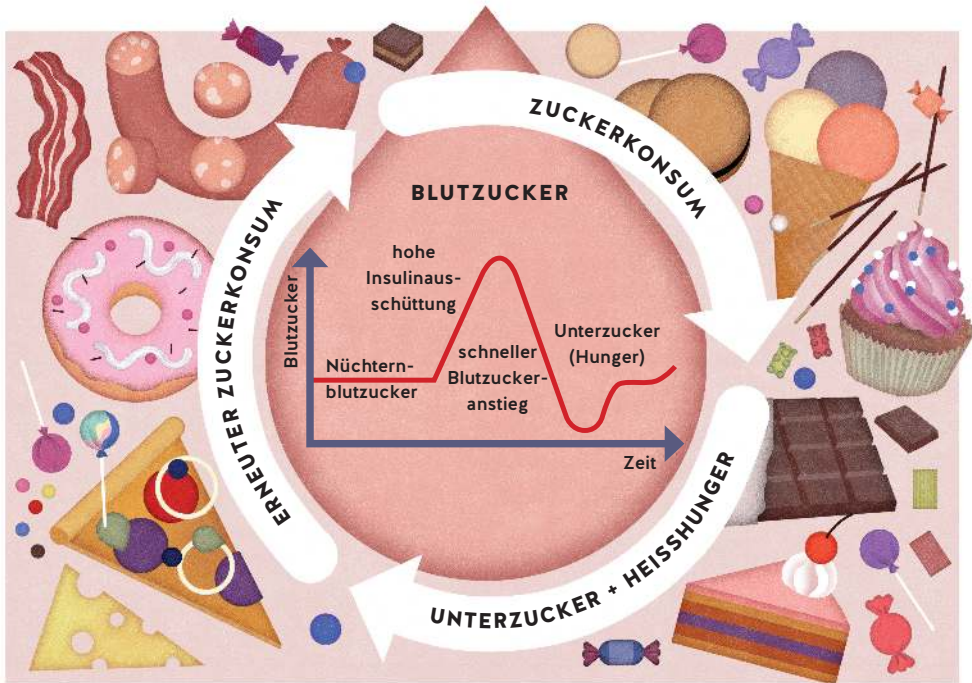 ZUCKERKONSUM
BLUTZUCKER
hohe
Insulinaus-
schüttung
Blutzucker
Nüchtern-
blutzucker
schneller
Blutzucker-
anstieg
Unterzucker
(Hunger)
Zeit
UNTERZUCKER + HEISSHUNGER
ERNEUTER ZUCKERKONSUM